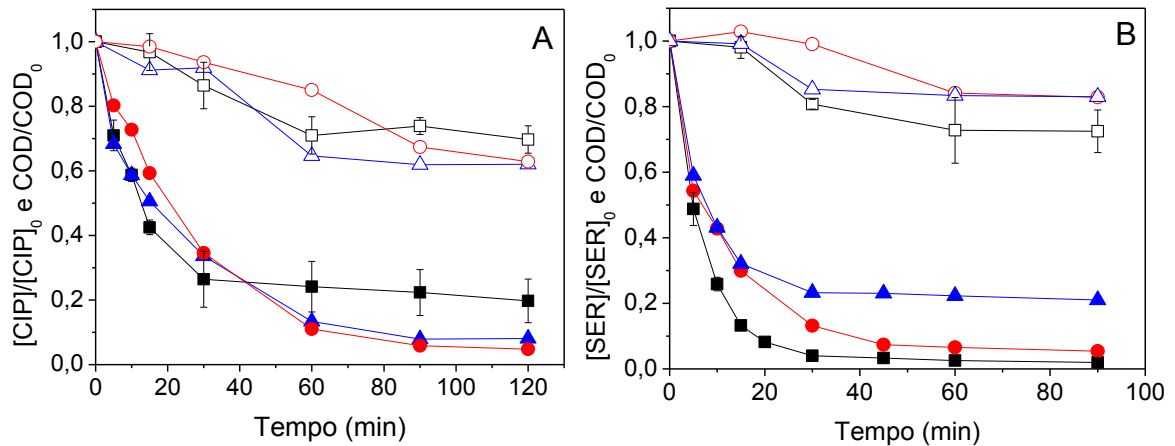 A
1,0
0,8
0,6
0,4
0,2
0,0
0 20 40 60 80 100 120
Tempo (min)
[CIP]/[CIP]0 e COD/COD0
B
1,0
0,8
0,6
0,4
0,2
0,0
0 20 40 60 80 100
Tempo (min)
[SER]/[SER]0 e COD/COD0